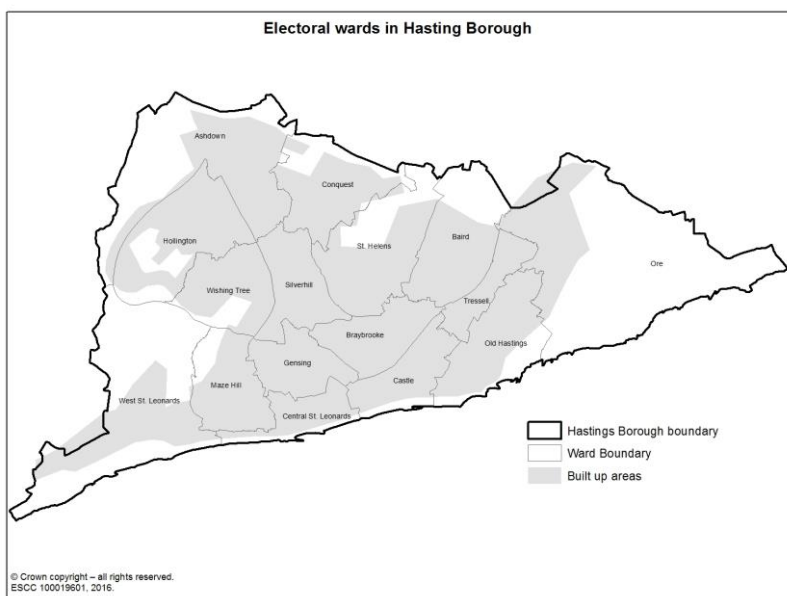 Electoral wards in Hasting Borough
Ashdown
Conquest
Hollington
St. Helens
Baird
Ore
Wishing Tree
Silverhill
Tressell
Braybrooke
Old Hastings
Gensing
Maze Hill
Castle
West St. Leonards
Central St. Leonards
Hastings Borough boundary
Ward Boundary
Built up areas
© Crown copyright – all rights reserved.
ESCC 100019601, 2016.